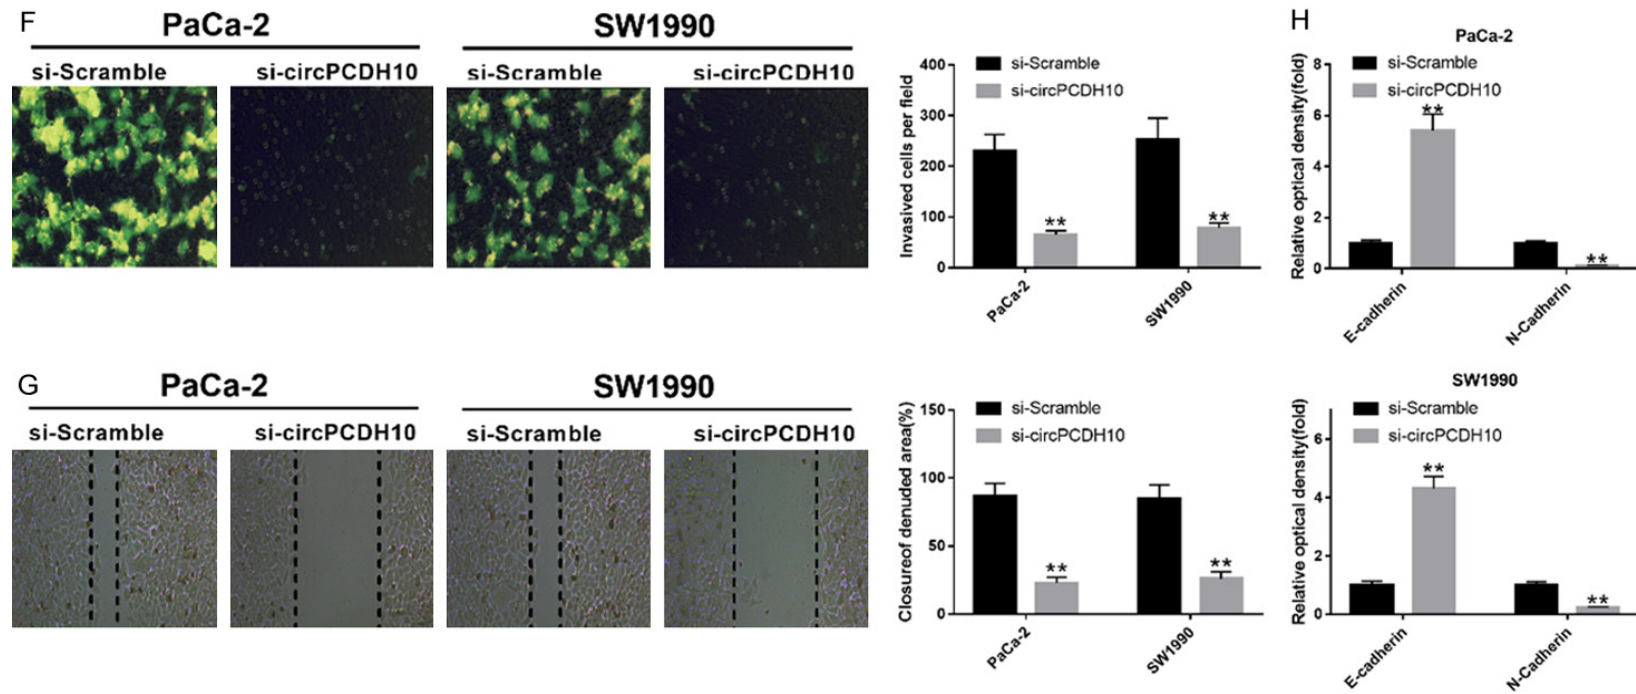 F
PaCa-2
SW1990
si-Scramble
si-circPCDH10
si-Scramble
si-circPCDH10
Invasived cells per field
400
300
200
100
0
si-Scramble
si-circPCDH10
**
**
PaCa-2
SW1990
H
PaCa-2
Relative optical density(fold)
8
6
4
2
0
si-Scramble
si-circPCDH10
**
**
E-cadherin
N-Cadherin
G
PaCa-2
SW1990
si-Scramble
si-circPCDH10
si-Scramble
si-circPCDH10
Closureof denuded area(%)
150
100
50
0
si-Scramble
si-circPCDH10
**
**
PaCa-2
SW1990
SW1990
Relative optical density(fold)
6
4
2
0
si-Scramble
si-circPCDH10
**
**
E-cadherin
N-Cadherin